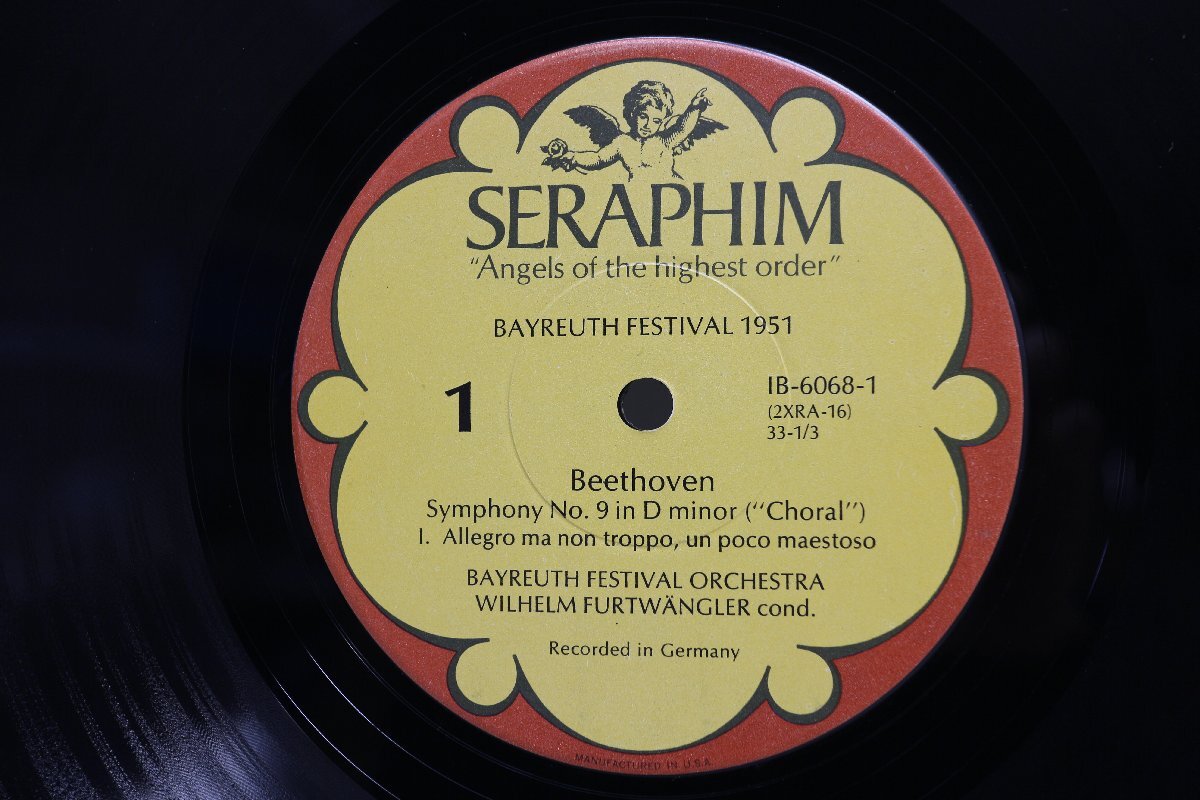 SERAPHIM
"Angels of the highest order"
BAYREUTH FESTIVAL 1951
1
IB-6068-1
(2XRA-16)
33-1/3
Beethoven
Symphony No. 9 in D minor ("Choral")
I. Allegro ma non troppo, un poco maestoso
BAYREUTH FESTIVAL ORCHESTRA
WILHELM FURTWÄNGLER cond.
Recorded in Germany
MANUFACTURED IN U.S.A.